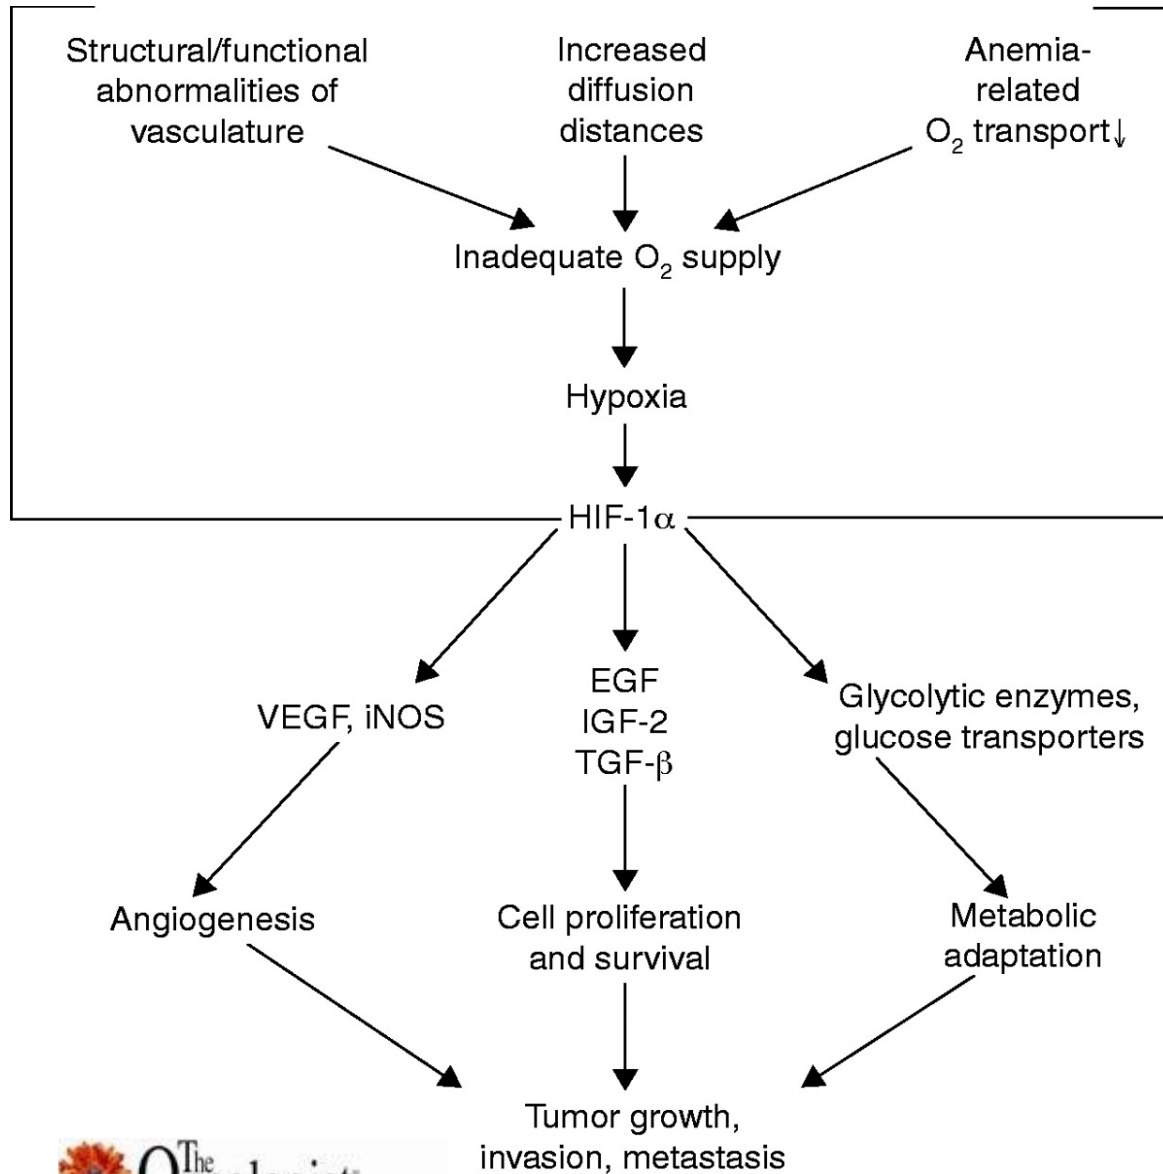 Structural/functional
abnormalities of
vasculature
Increased
diffusion
distances
Anemia-
related
O₂ transport↓
Inadequate O₂ supply
Hypoxia
HIF-1α
VEGF, iNOS
EGF
IGF-2
TGF-β
Glycolytic enzymes,
glucose transporters
Angiogenesis
Cell proliferation
and survival
Metabolic
adaptation
Tumor growth,
invasion, metastasis
The